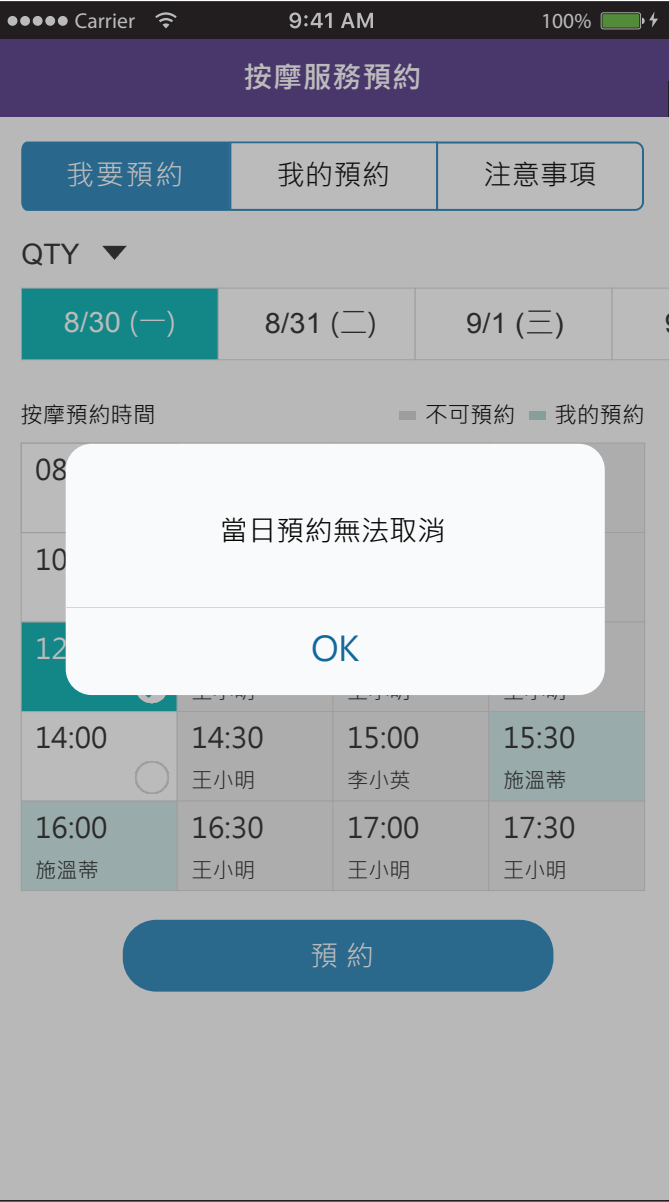 Carrier 9:41 AM 100%
按摩服務預約
我要預約 我的預約 注意事項
QTY
8/30 (一) 8/31 (二) 9/1 (三)
按摩預約時間 不可預約 我的預約
08
當日預約無法取消
10
OK
12
14:00 14:30 15:00 15:30
王小明 李小英 施溫蒂
16:00 16:30 17:00 17:30
施溫蒂 王小明 王小明 王小明
預 約